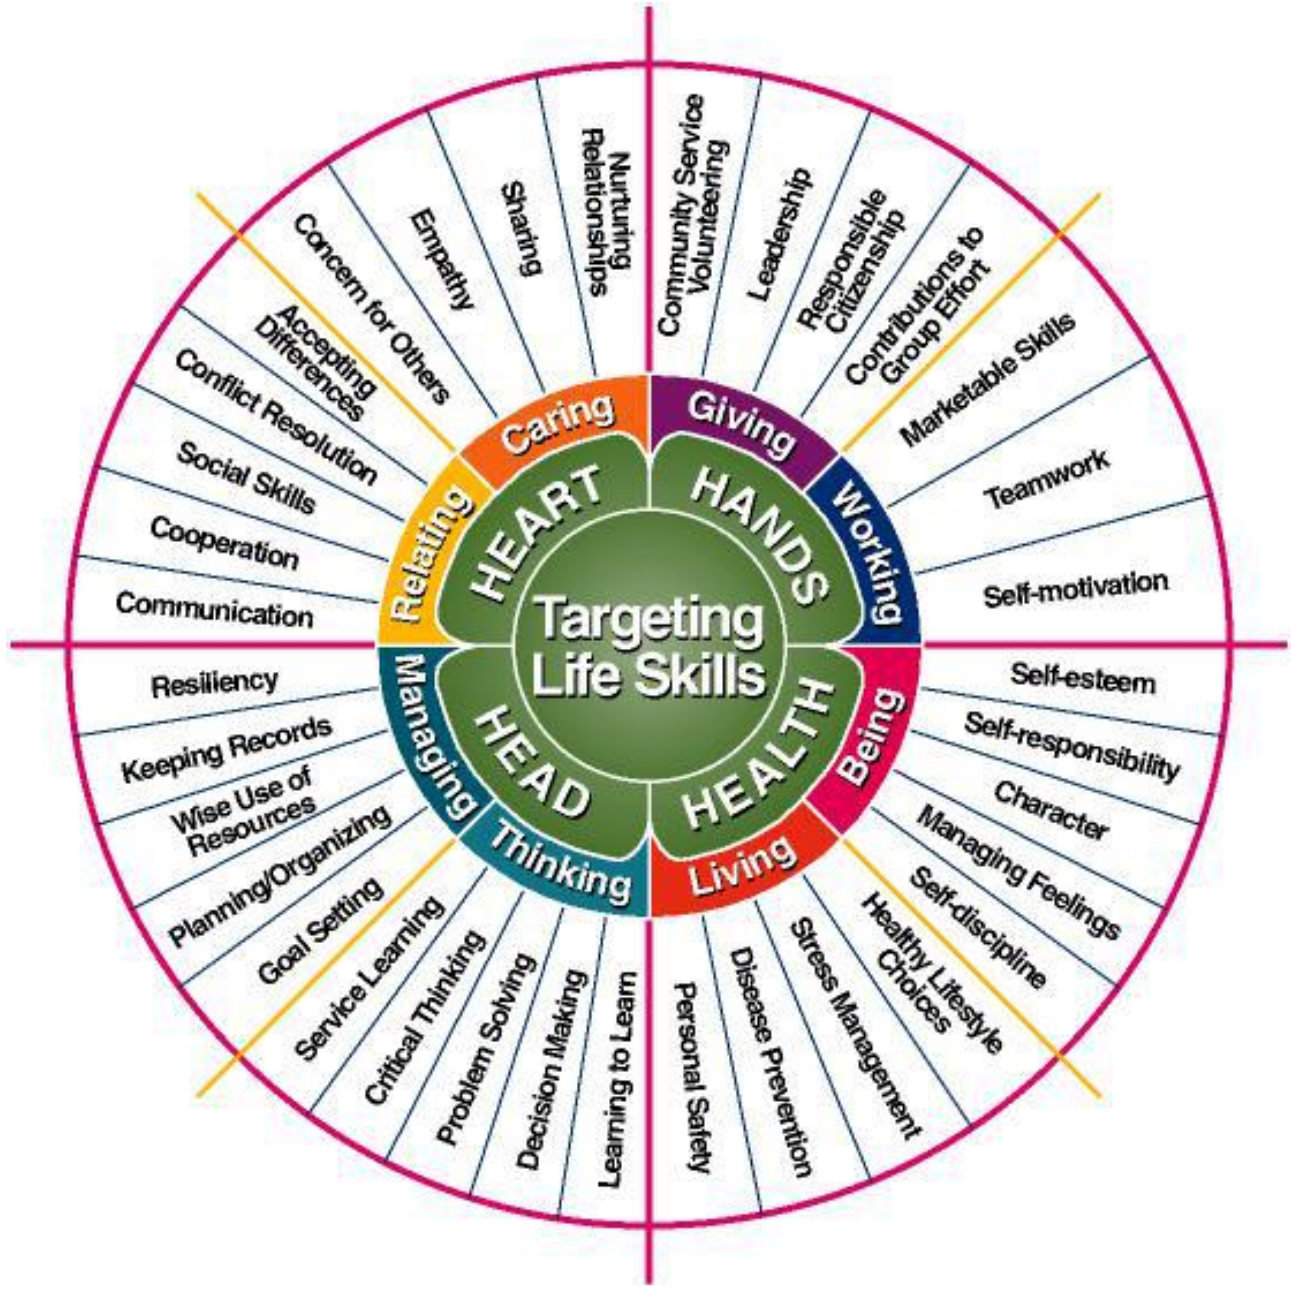 Targeting
Life Skills
HEART
HANDS
HEALTH
HEAD
Caring
Giving
Working
Being
Living
Thinking
Managing
Relating
Community Service
Volunteering
Leadership
Responsible
Citizenship
Contributions to
Group Effort
Marketable Skills
Teamwork
Self-motivation
Self-esteem
Self-responsibility
Character
Managing Feelings
Self-discipline
Healthy Lifestyle
Choices
Stress Management
Disease Prevention
Personal Safety
Learning to Learn
Decision Making
Problem Solving
Critical Thinking
Service Learning
Goal Setting
Planning/Organizing
Wise Use of
Resources
Keeping Records
Resiliency
Communication
Cooperation
Social Skills
Conflict Resolution
Accepting
Differences
Concern for Others
Empathy
Sharing
Nurturing
Relationships